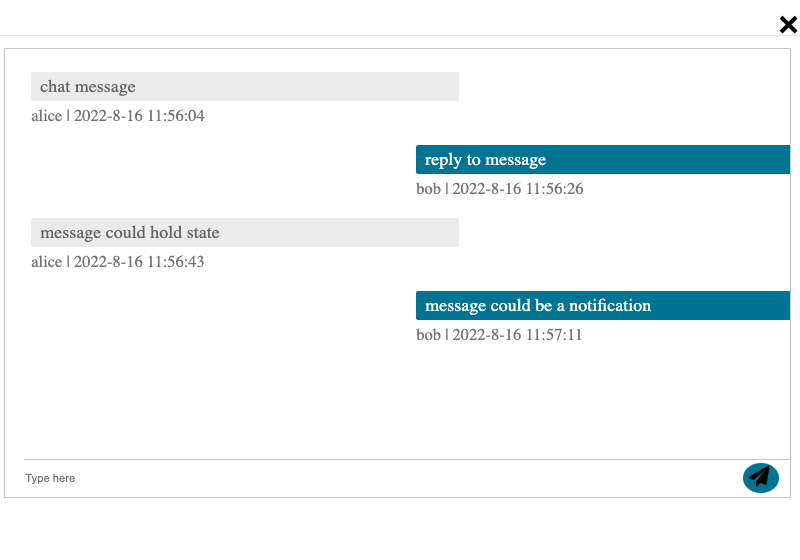 chat message
alice | 2022-8-16 11:56:04
reply to message
bob | 2022-8-16 11:56:26
message could hold state
alice | 2022-8-16 11:56:43
message could be a notification
bob | 2022-8-16 11:57:11
Type here